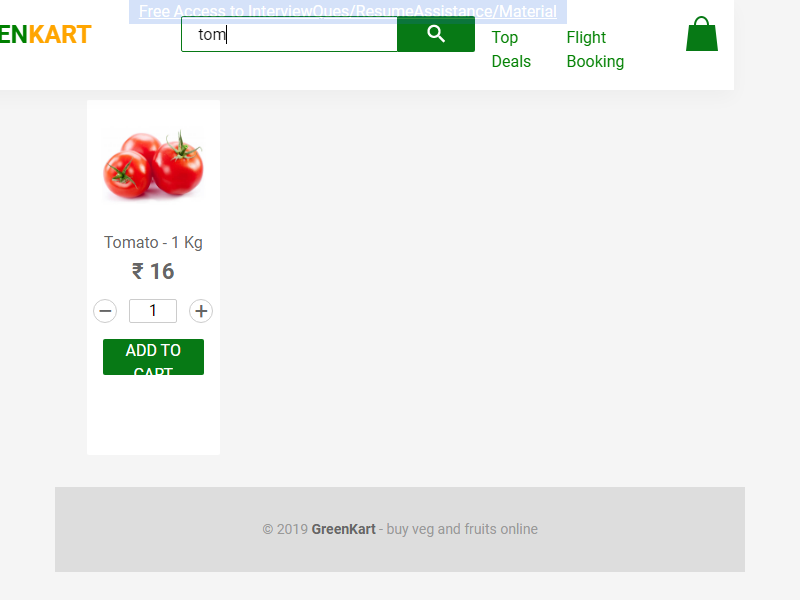 Free Access to InterviewQues/ResumeAssistance/Material
ENKART
tom
Top
Deals
Flight
Booking
Tomato - 1 Kg
₹ 16
1
ADD TO
CART
© 2019 GreenKart - buy veg and fruits online